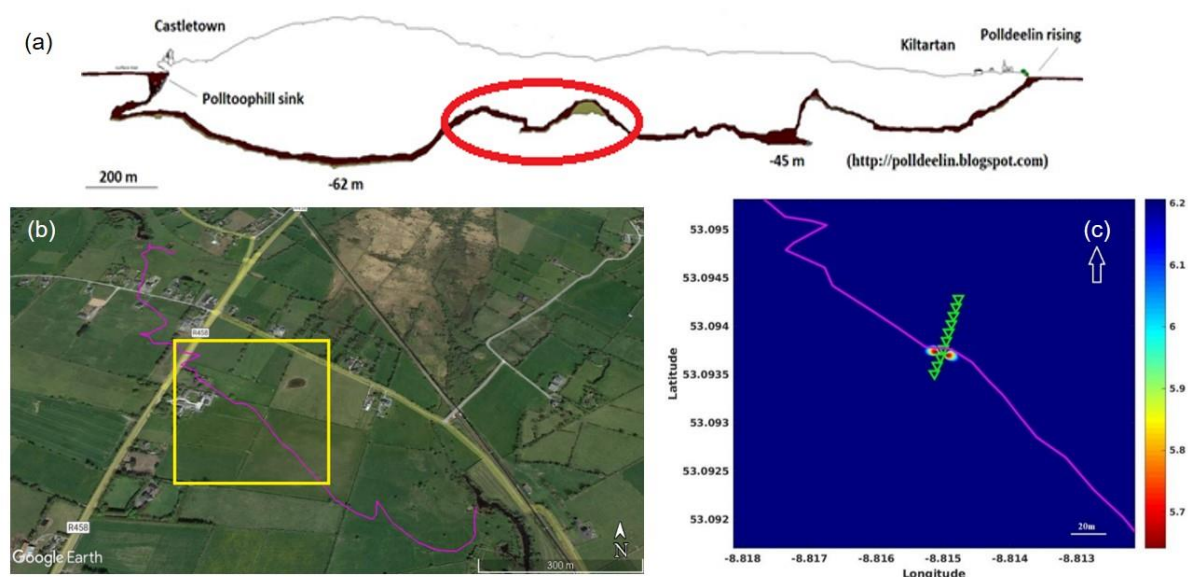 (a)
Castletown
Polltoophill sink
Kiltartan
Polldeelin rising
200 m
-62 m
-45 m
(http://polldeelin.blogspot.com)
(b)
R458
R458
Google Earth
N
300 m
(c)
53.095
53.0945
53.094
53.0935
53.093
53.0925
53.092
Latitude
-8.818
-8.817
-8.816
-8.815
-8.814
-8.813
Longitude
20m
6.2
6.1
6
5.9
5.8
5.7